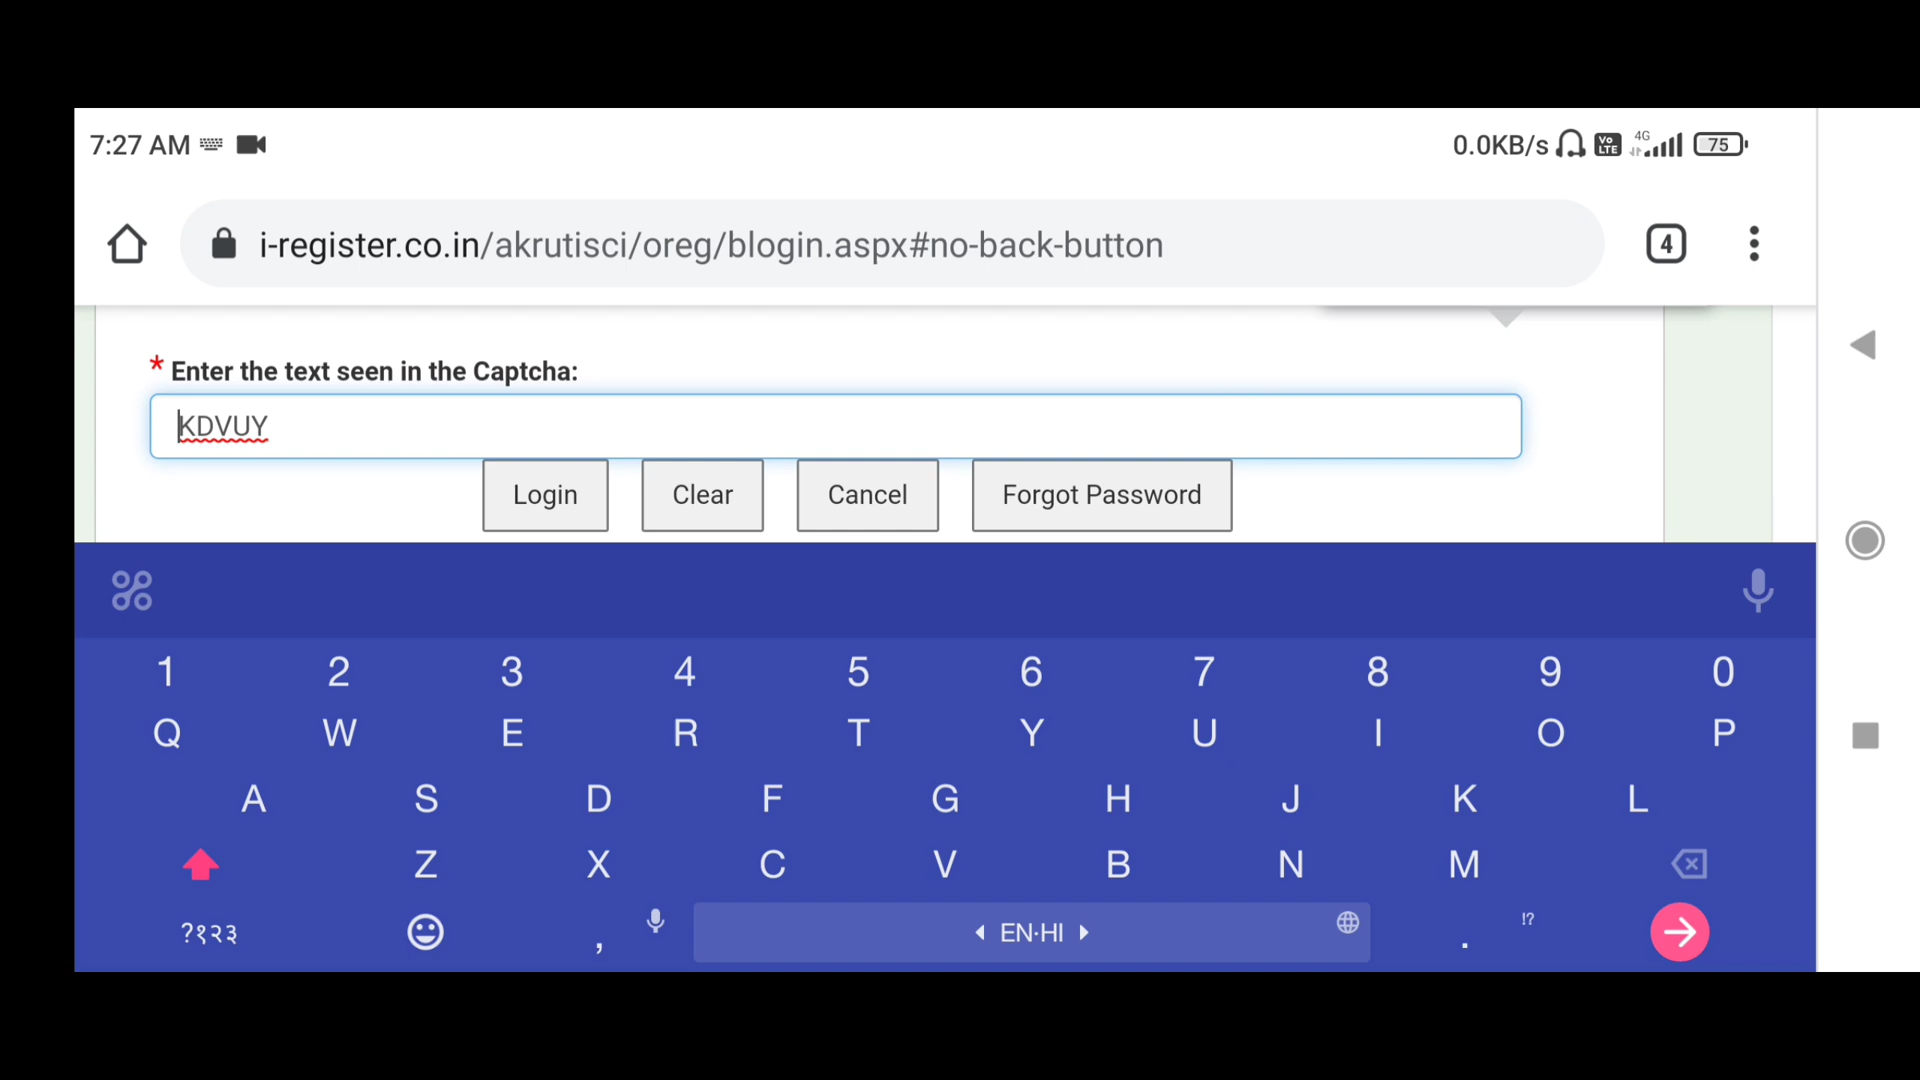 7:27 AM 0.0KB/s Vo LTE 4G 75
i-register.co.in/akrutisci/oreg/blogin.aspx#no-back-button 4
* Enter the text seen in the Captcha:
KDVUY
Login Clear Cancel Forgot Password
1 2 3 4 5 6 7 8 9 0
Q W E R T Y U I O P
A S D F G H J K L
Z X C V B N M
?१२३ , EN·HI . !?